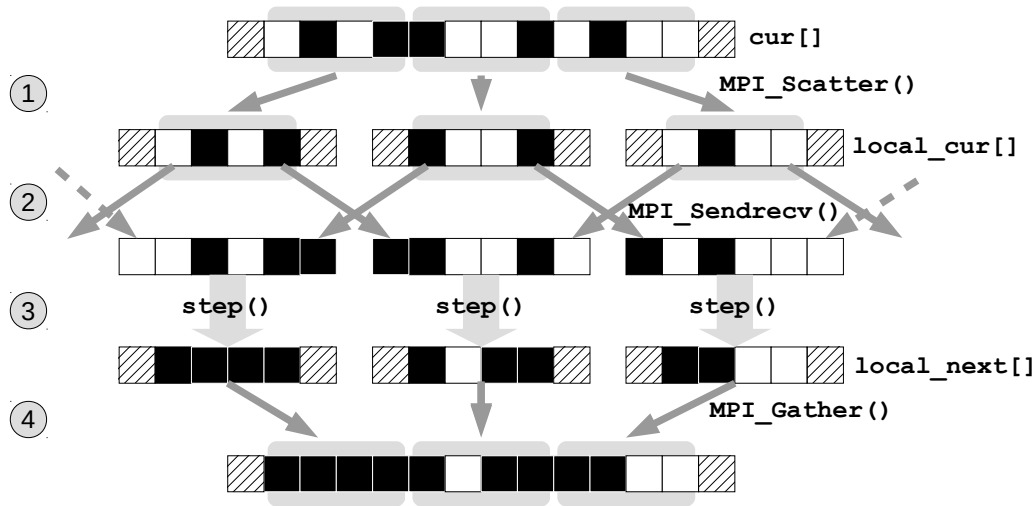 cur[]
1
MPI_Scatter()
local_cur[]
2
MPI_Sendrecv()
3
step()
step()
step()
local_next[]
4
MPI_Gather()